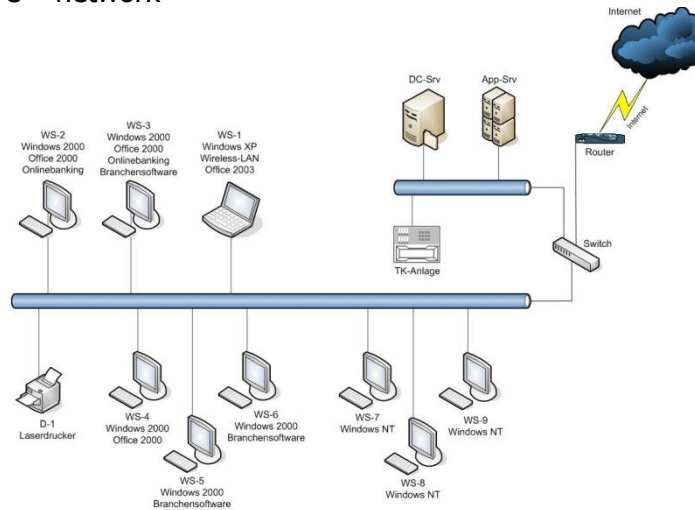 network
Internet
Internet
Router
DC-Srv
App-Srv
TK-Anlage
Switch
WS-2
Windows 2000
Office 2000
Onlinebanking
WS-3
Windows 2000
Office 2000
Onlinebanking
Branchensoftware
WS-1
Windows XP
Wireless-LAN
Office 2003
D-1
Laserdrucker
WS-4
Windows 2000
Office 2000
WS-5
Windows 2000
Branchensoftware
WS-6
Windows 2000
Branchensoftware
WS-7
Windows NT
WS-8
Windows NT
WS-9
Windows NT